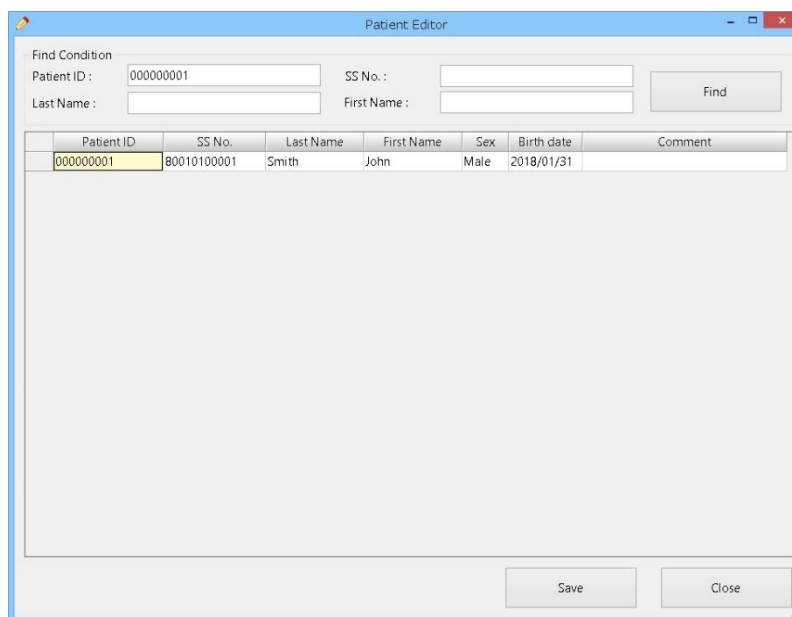 Patient Editor
Find Condition
Patient ID : 000000001 SS No. :
Last Name : First Name :
Find
Patient ID SS No. Last Name First Name Sex Birth date Comment
000000001 80010100001 Smith John Male 2018/01/31
Save Close